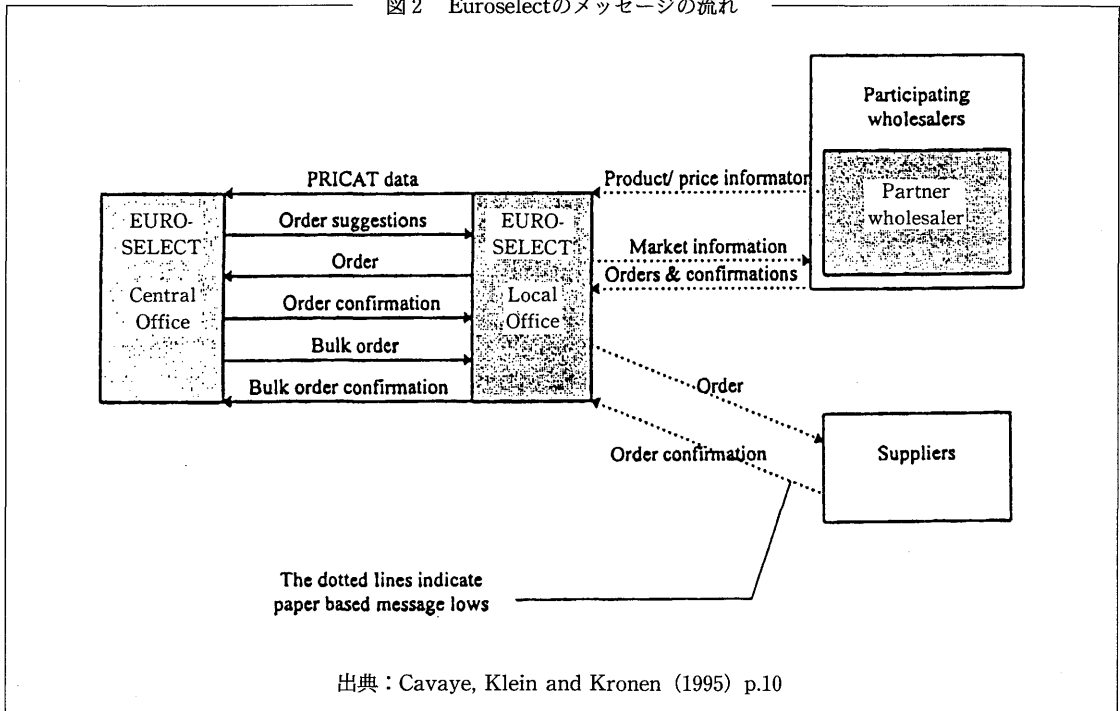 図2 Euroselectのメッセージの流れ
Participating
wholesalers
Partner
wholesaler
PRICAT data
Product/ price informator
EURO-
SELECT
Central
Office
Order suggestions
Order
Order confirmation
Bulk order
Bulk order confirmation
EURO-
SELECT
Local
Office
Market information
Orders & confirmations
Order
Order confirmation
Suppliers
The dotted lines indicate
paper based message lows
出典：Cavaye, Klein and Kronen (1995) p.10